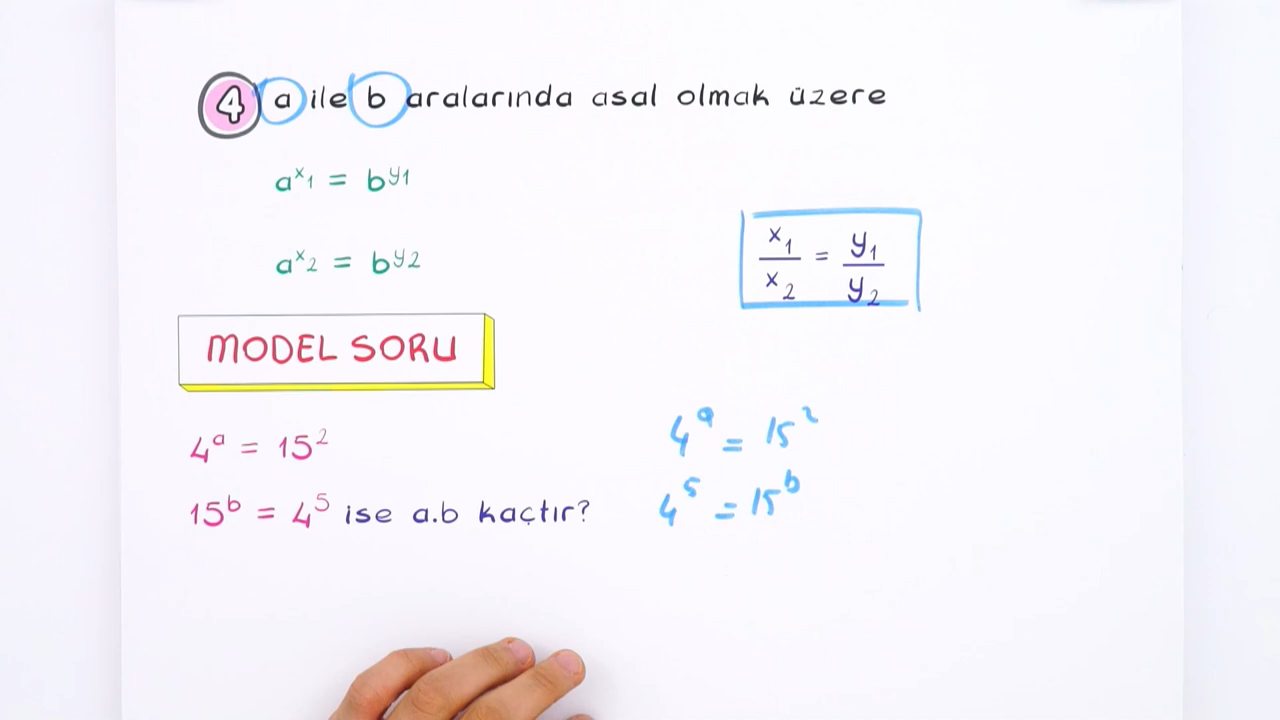 4 a ile b aralarında asal olmak üzere
a^x₁ = b^y1
a^x₂ = b^y2
x₁/x₂ = y₁/y₂
MODEL SORU
4^a = 15^2
15^b = 4^5 ise a.b kaçtır?
4^a = 15^2
4^5 = 15^b